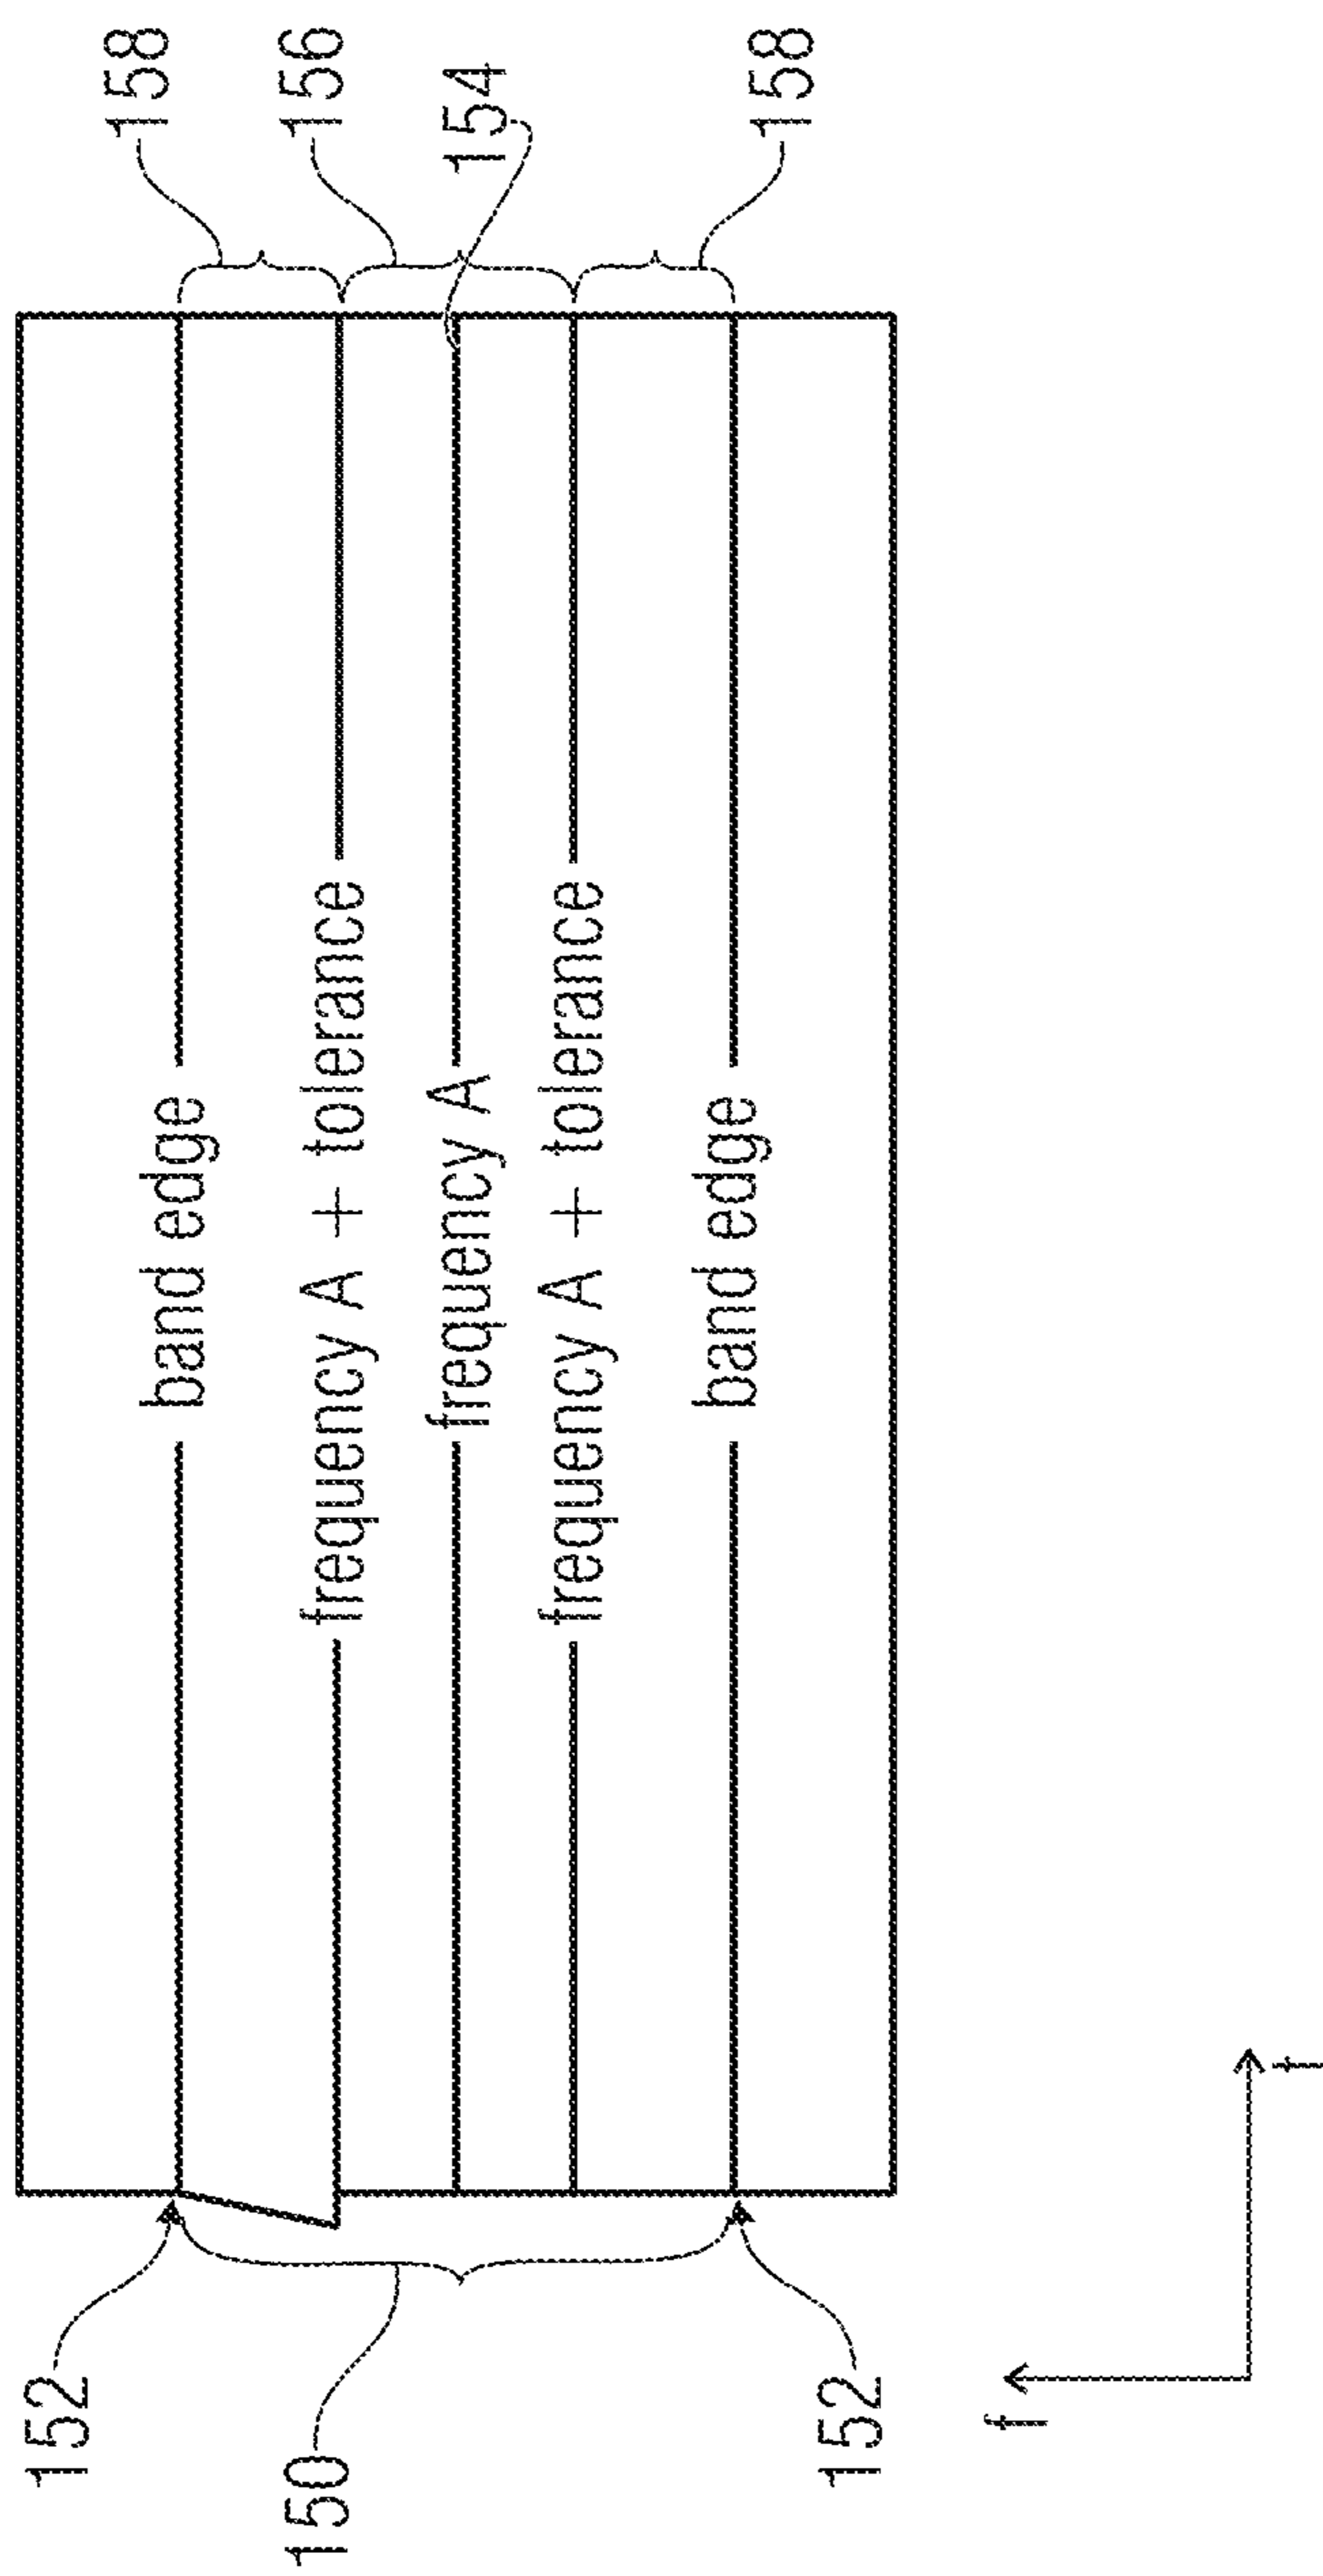 152
158
band edge
150
156
frequency A + tolerance
frequency A
154
frequency A + tolerance
band edge
158
152
f
t